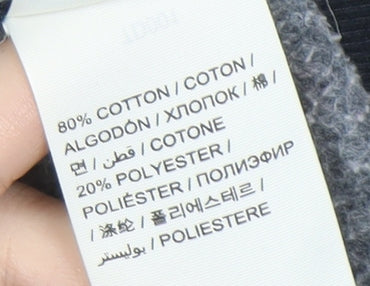 80% COTTON / COTON /
ALGODÓN / ХЛОПОК / 棉 /
면 / قطن / COTONE
20% POLYESTER /
POLIÉSTER / ПОЛИЭФИР
/ 涤纶 / 폴리에스테르 /
بوليستر / POLIESTERE